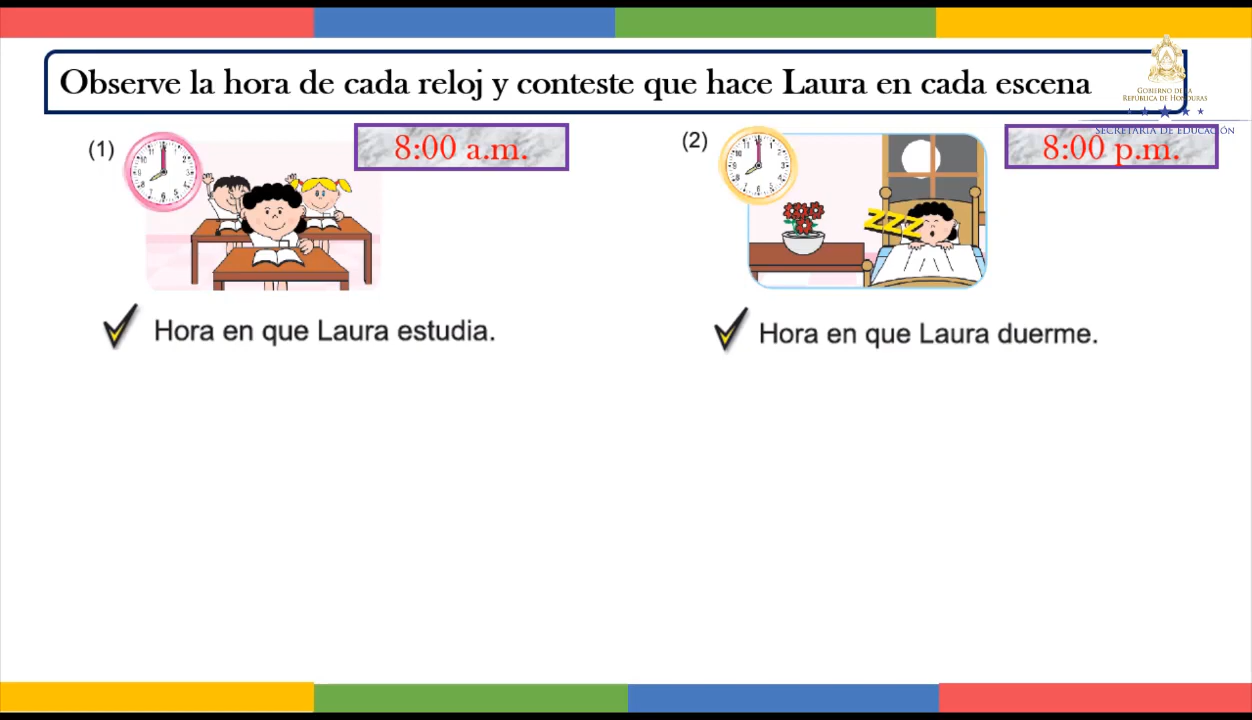 Observe la hora de cada reloj y conteste que hace Laura en cada escena
GOBIERNO DE LA
REPÚBLICA DE HONDURAS
SECRETARÍA DE EDUCACIÓN
(1)
8:00 a.m.
Hora en que Laura estudia.
(2)
8:00 p.m.
ZZZ
Hora en que Laura duerme.